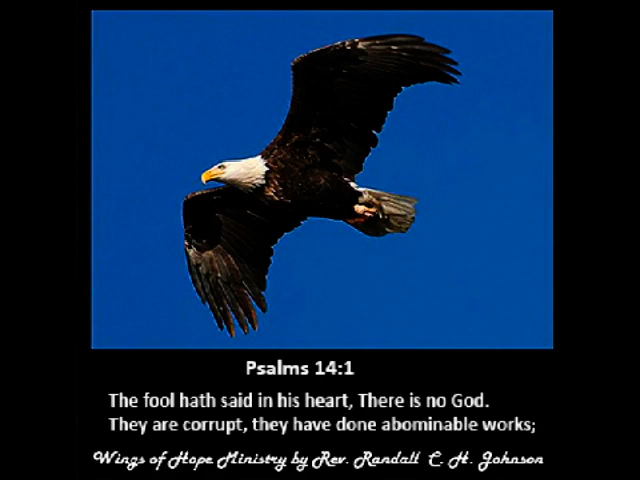 Psalms 14:1
The fool hath said in his heart, There is no God.
They are corrupt, they have done abominable works;
Wings of Hope Ministry by Rev. Randall C. H. Johnson